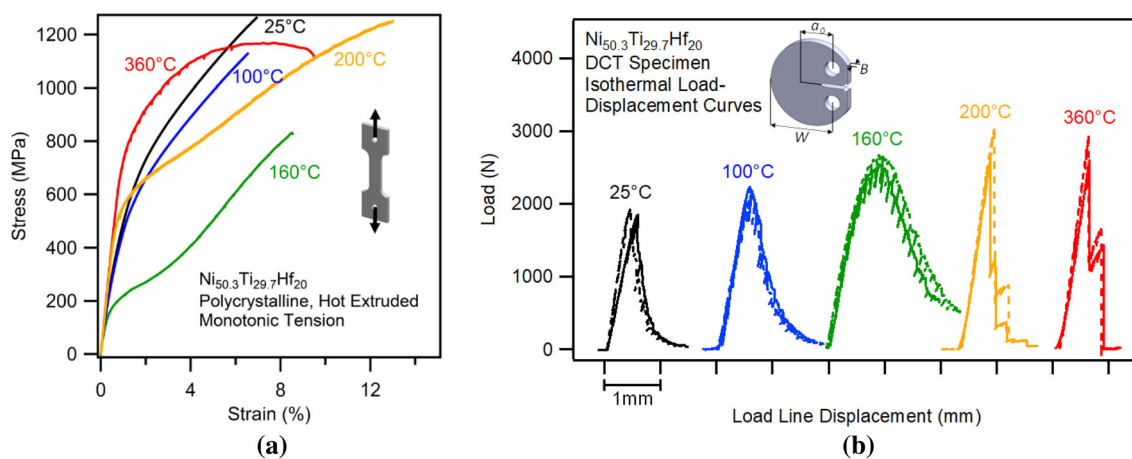 (a)
Stress (MPa)
1200
1000
800
600
400
200
0
0
4
8
12
Strain (%)
25°C
360°C
100°C
200°C
160°C
Ni50.3Ti29.7Hf20
Polycrystalline, Hot Extruded
Monotonic Tension
(a)
Load (N)
4000
3000
2000
1000
0
Ni50.3Ti29.7Hf20
DCT Specimen
Isothermal Load-
Displacement Curves
a0
B
W
25°C
100°C
160°C
200°C
360°C
1mm
Load Line Displacement (mm)
(b)